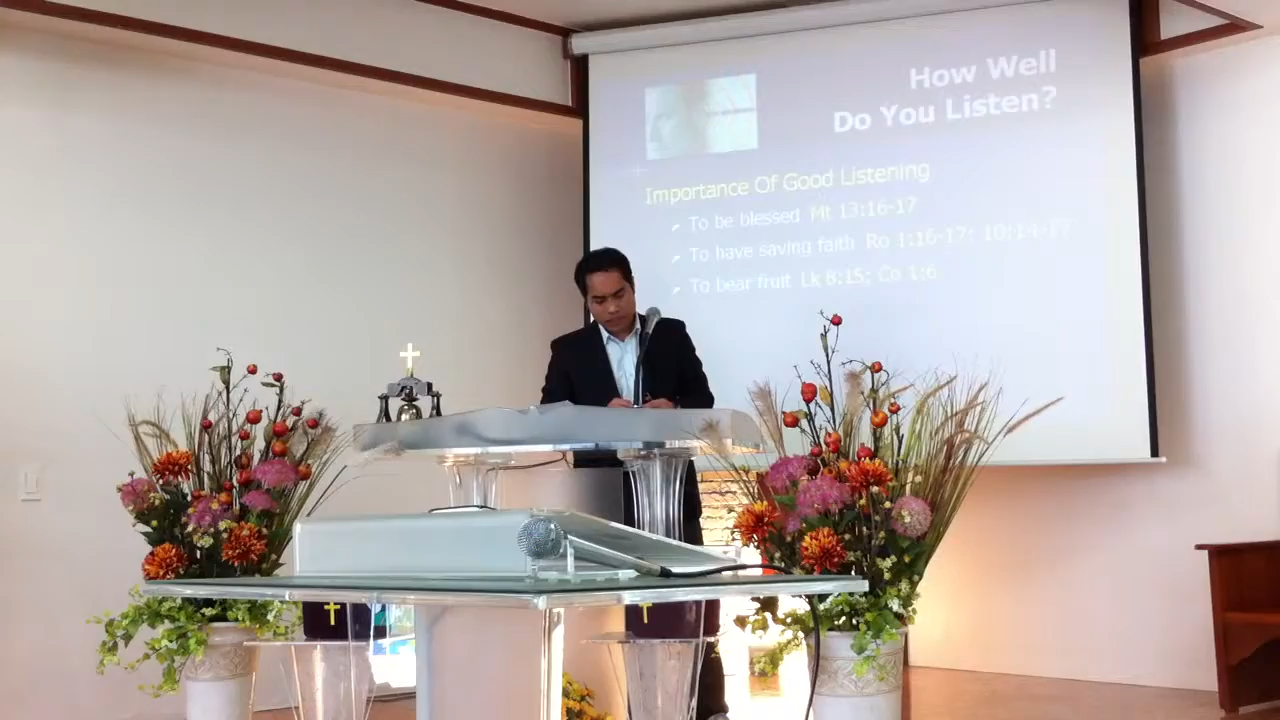 How Well
Do You Listen?
Importance Of Good Listening
To be blessed Mt 13:16-17
To have saving faith Ro 1:16-17; 10:14-17
To bear fruit Lk 8:15; Co 1:6